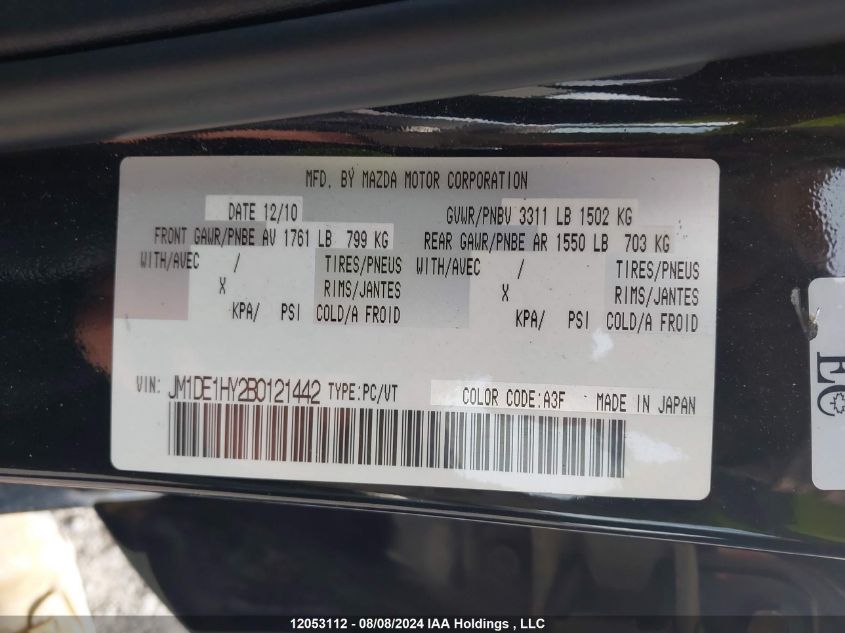 MFD. BY MAZDA MOTOR CORPORATION
DATE 12/10 GVWR/PNBV 3311 LB 1502 KG
FRONT GAWR/PNBE AV 1761 LB 799 KG REAR GAWR/PNBE AR 1550 LB 703 KG
WITH/AVEC / TIRES/PNEUS WITH/AVEC / TIRES/PNEUS
X RIMS/JANTES X RIMS/JANTES
KPA/ PSI COLD/A FROID KPA/ PSI COLD/A FROID
VIN: JM1DE1HY2B0121442 TYPE:PC/VT COLOR CODE:A3F MADE IN JAPAN
EC
12053112 - 08/08/2024 IAA Holdings , LLC